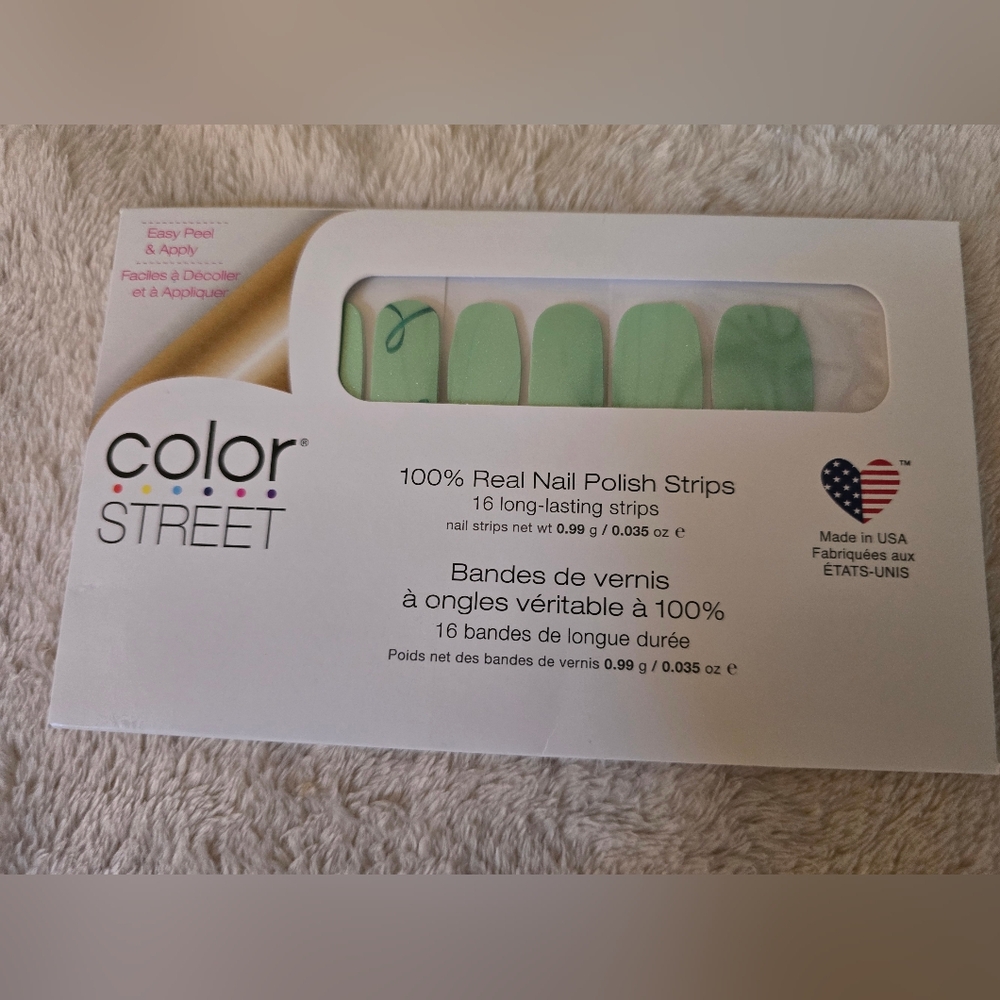 Easy Peel
& Apply
Faciles à Décoller
et à Appliquer
color®
STREET
100% Real Nail Polish Strips
16 long-lasting strips
nail strips net wt 0.99 g / 0.035 oz e
Bandes de vernis
à ongles véritable à 100%
16 bandes de longue durée
Poids net des bandes de vernis 0.99 g / 0.035 oz e
™
Made in USA
Fabriquées aux
ÉTATS-UNIS